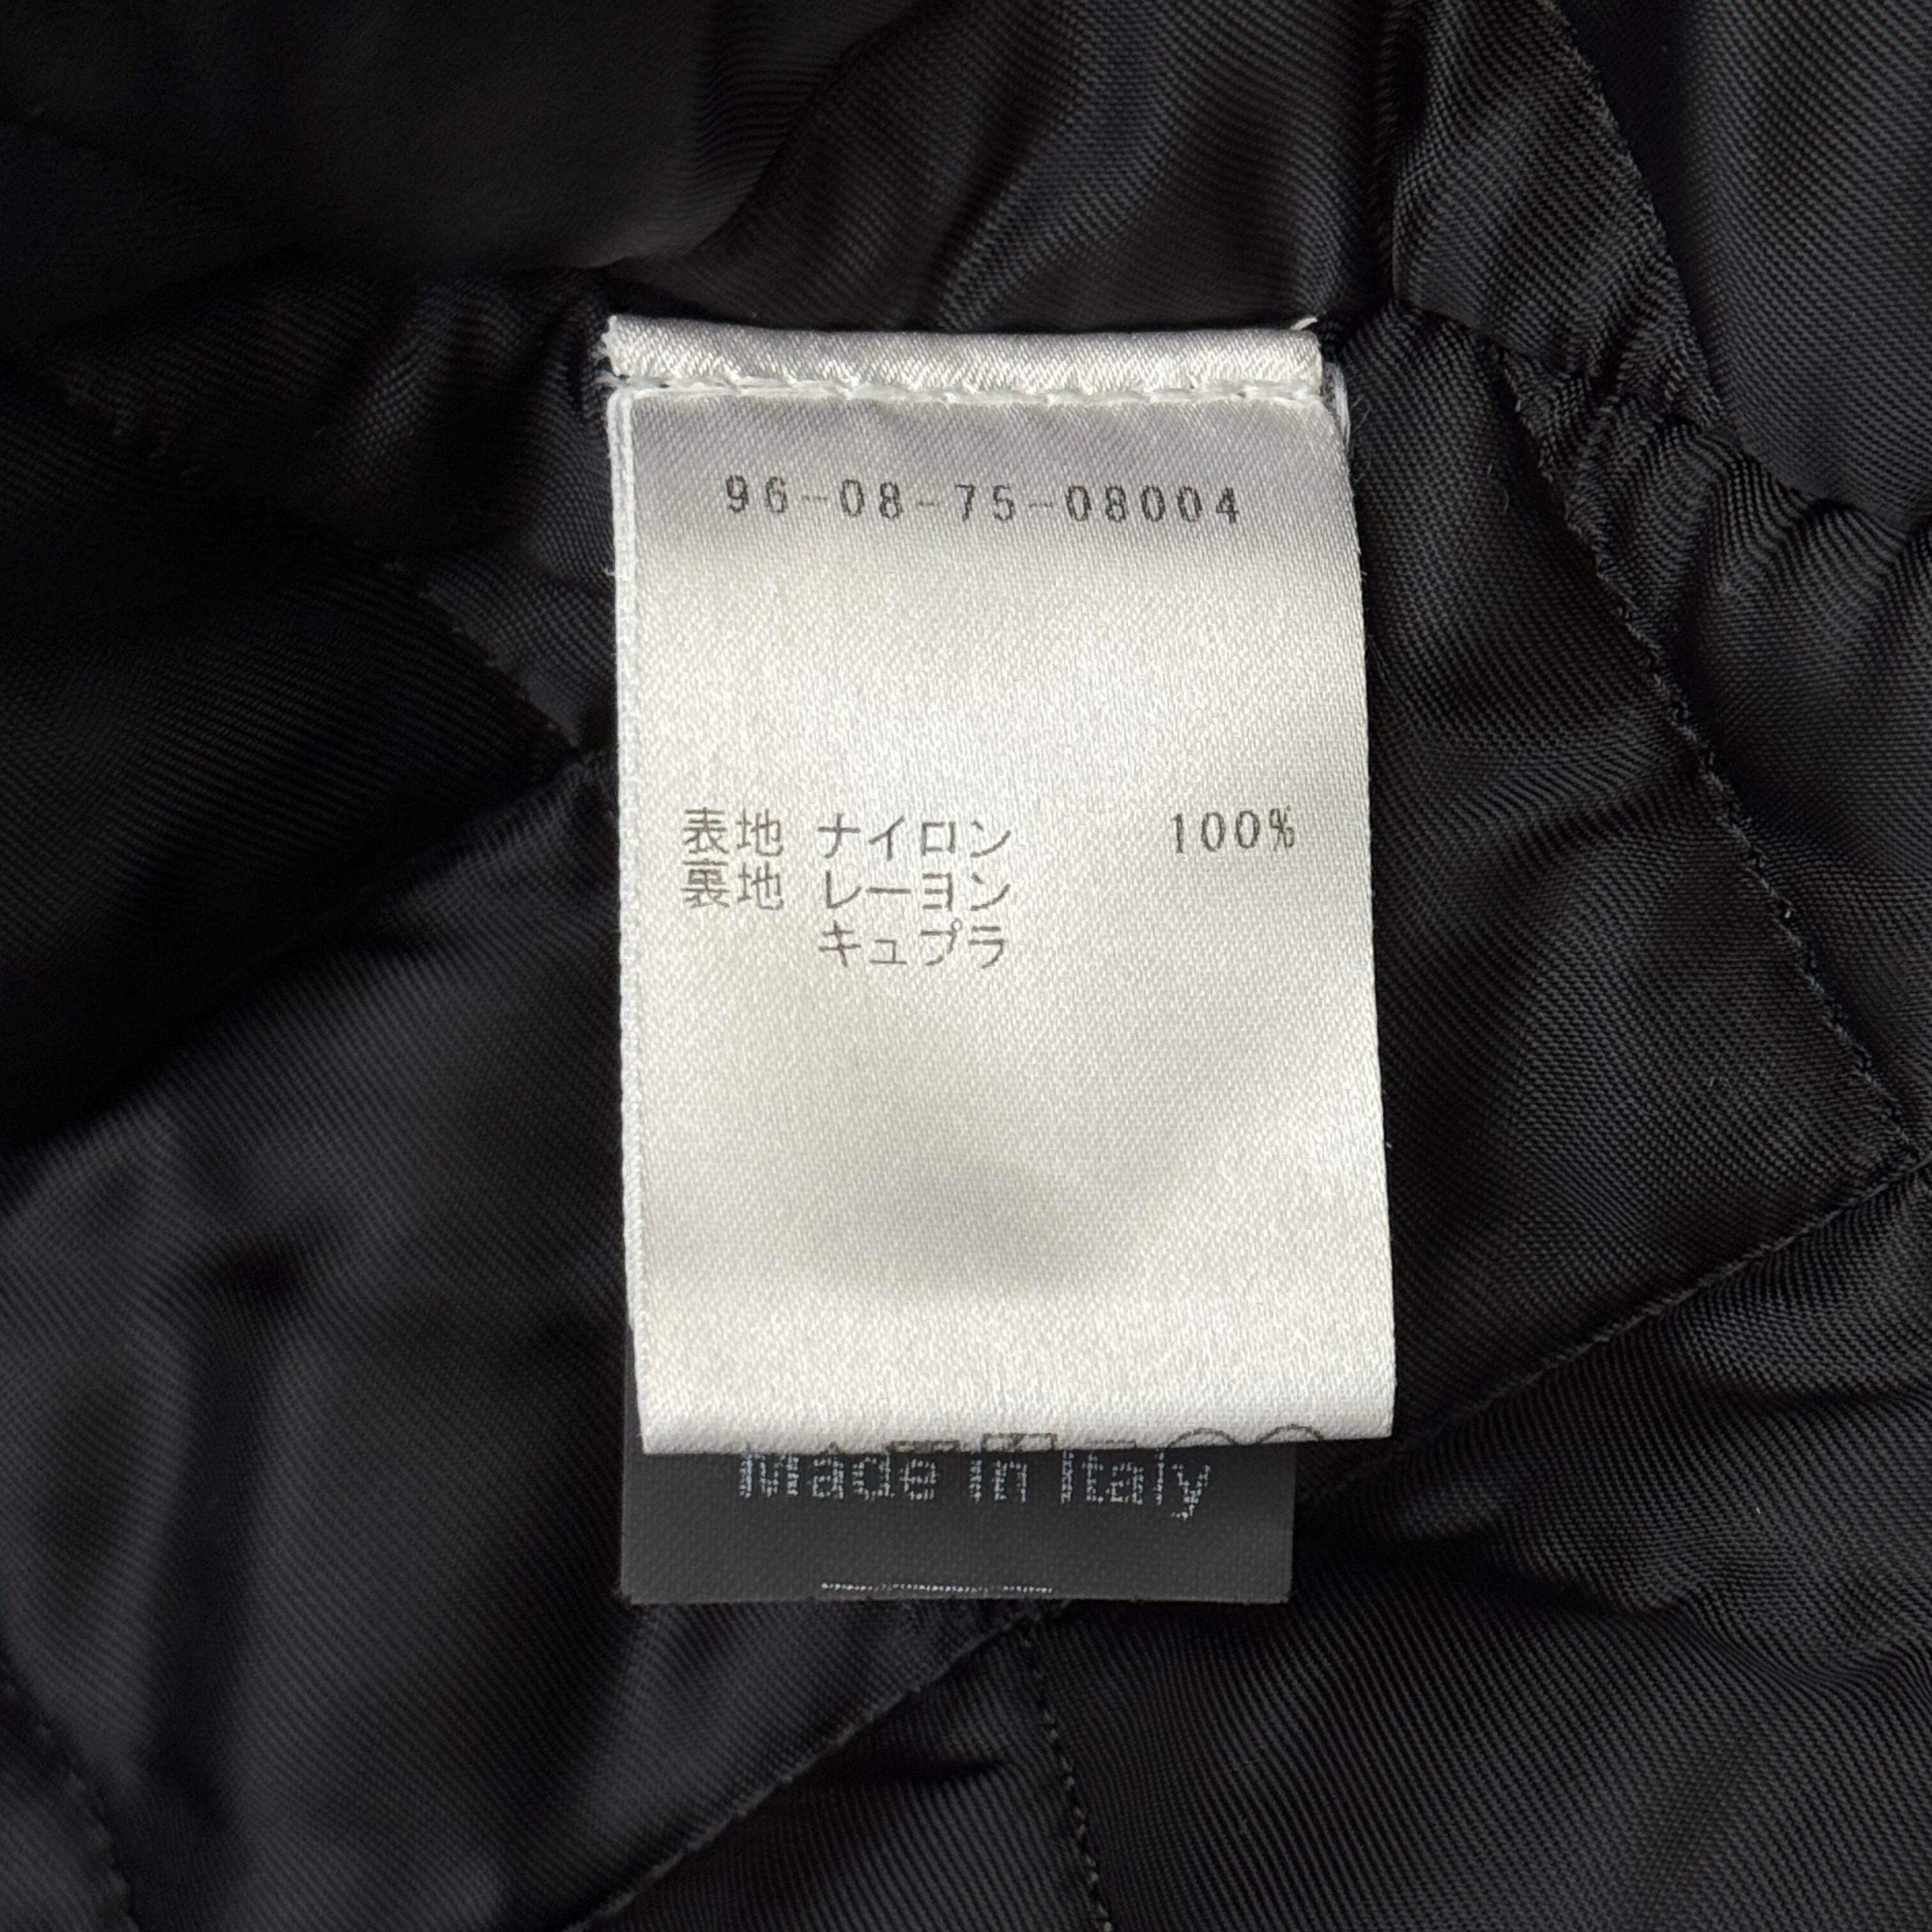 96-08-75-08004
表地 ナイロン 100%
裏地 レーヨン
キュプラ
Made in Italy